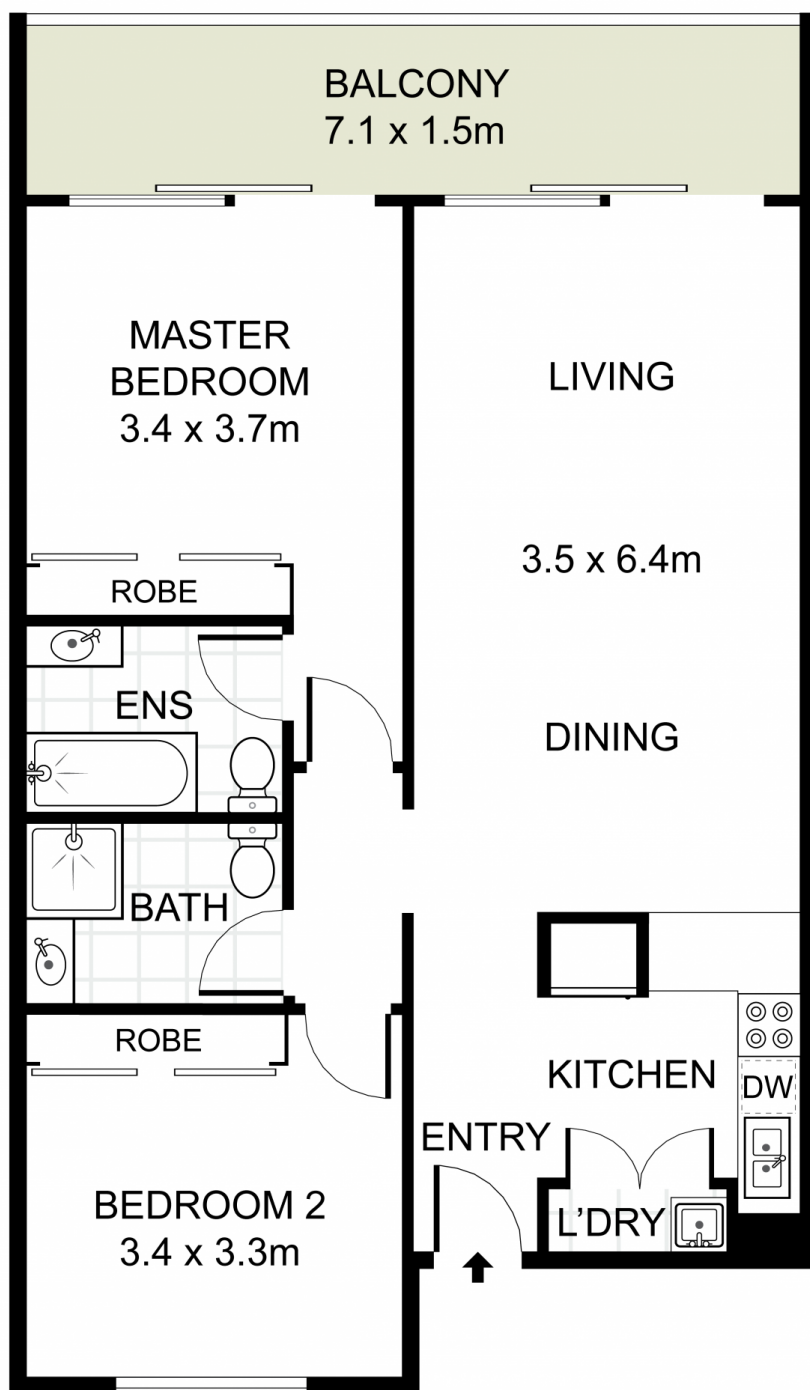 BALCONY
7.1 x 1.5m
MASTER
BEDROOM
3.4 x 3.7m
LIVING
3.5 x 6.4m
ROBE
ENS
DINING
BATH
ROBE
KITCHEN
DW
ENTRY
BEDROOM 2
3.4 x 3.3m
L'DRY